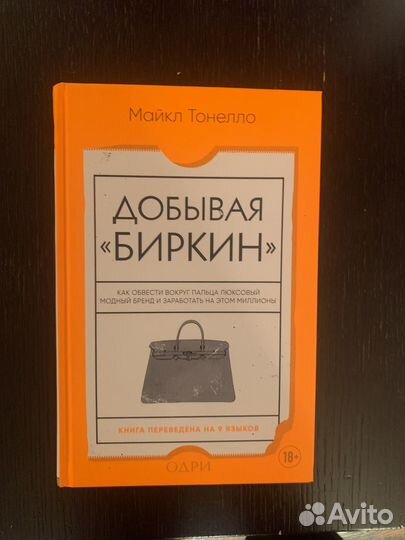 Майкл Тонелло
ДОБЫВАЯ
«БИРКИН»
КАК ОБВЕСТИ ВОКРУГ ПАЛЬЦА ЛЮКСОВЫЙ
МОДНЫЙ БРЕНД И ЗАРАБОТАТЬ НА ЭТОМ МИЛЛИОНЫ
КНИГА ПЕРЕВЕДЕНА НА 9 ЯЗЫКОВ
ОДРИ
18+
Avito